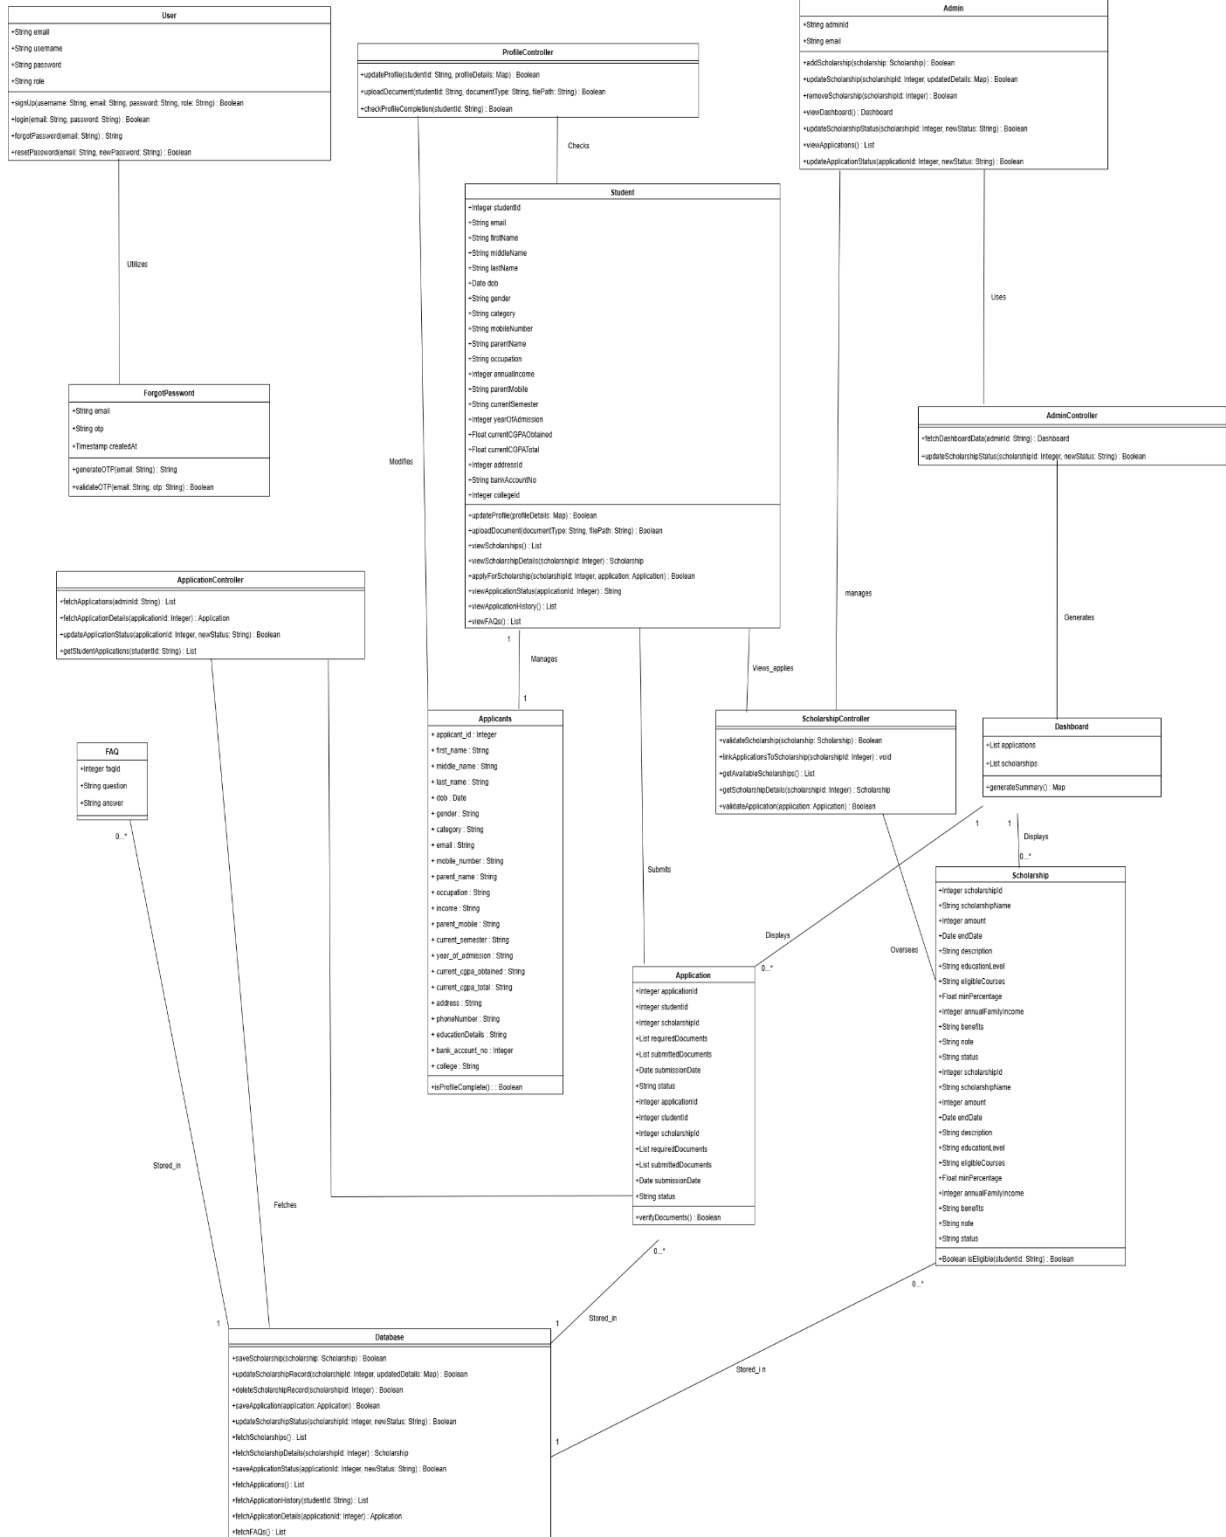 User
+String email
+String username
+String password
+String role
+signUp(username: String, email: String, password: String, role: String) : Boolean
+login(email: String, password: String) : Boolean
+forgotPassword(email: String) : String
+resetPassword(email: String, newPassword: String) : Boolean
ProfileController
+updateProfile(studentId: String, profileDetails: Map) : Boolean
+uploadDocument(studentId: String, documentType: String, filePath: String) : Boolean
+checkProfileCompletion(studentId: String) : Boolean
Admin
+String adminId
+String email
+addScholarship(scholarship: Scholarship) : Boolean
+updateScholarship(scholarshipId: Integer, updatedDetails: Map) : Boolean
+removeScholarship(scholarshipId: Integer) : Boolean
+viewDashboard() : Dashboard
+updateScholarshipStatus(scholarshipId: Integer, newStatus: String) : Boolean
+viewApplications() : List
+updateApplicationStatus(applicationId: Integer, newStatus: String) : Boolean
Checks
Utilizes
Uses
Student
+Integer studentId
+String email
+String firstName
+String middleName
+String lastName
+Date dob
+String gender
+String category
+String mobileNumber
+String parentName
+String occupation
+Integer annualIncome
+String parentMobile
+String currentSemester
+Integer yearOfAdmission
+Float currentCGPAObtained
+Float currentCGPATotal
+Integer addressId
+String bankAccountNo
+Integer collegeId
+updateProfile(profileDetails: Map) : Boolean
+uploadDocument(documentType: String, filePath: String) : Boolean
+viewScholarships() : List
+viewScholarshipDetails(scholarshipId: Integer) : Scholarship
+applyForScholarship(scholarshipId: Integer, application: Application) : Boolean
+viewApplicationStatus(applicationId: Integer) : String
+viewApplicationHistory() : List
+viewFAQs() : List
ForgotPassword
+String email
+String otp
+Timestamp createdAt
+generateOTP(email: String) : String
+validateOTP(email: String, otp: String) : Boolean
Modifies
AdminController
+fetchDashboardData(adminId: String) : Dashboard
+updateScholarshipStatus(scholarshipId: Integer, newStatus: String) : Boolean
ApplicationController
+fetchApplications(adminId: String) : List
+fetchApplicationDetails(applicationId: Integer) : Application
+updateApplicationStatus(applicationId: Integer, newStatus: String) : Boolean
+getStudentApplications(studentId: String) : List
manages
Generates
1
Manages
1
Views_applies
Applicants
+ applicant_id : Integer
+ first_name : String
+ middle_name : String
+ last_name : String
+ dob : Date
+ gender : String
+ category : String
+ email : String
+ mobile_number : String
+ parent_name : String
+ occupation : String
+ income : String
+ parent_mobile : String
+ current_semester : String
+ year_of_admission : String
+ current_cgpa_obtained : String
+ current_cgpa_total : String
+ address : String
+ phoneNumber : String
+ educationDetails : String
+ bank_account_no : Integer
+ college : String
+isProfileComplete() : : Boolean
ScholarshipController
+validateScholarship(scholarship: Scholarship) : Boolean
+linkApplicationsToScholarship(scholarshipId: Integer) : void
+getAvailableScholarships() : List
+getScholarshipDetails(scholarshipId: Integer) : Scholarship
+validateApplication(application: Application) : Boolean
Dashboard
+List applications
+List scholarships
+generateSummary() : Map
FAQ
+Integer faqId
+String question
+String answer
0...*
1
1
Displays
0...*
Submits
Displays
0...*
Oversees
Scholarship
+Integer scholarshipId
+String scholarshipName
+Integer amount
+Date endDate
+String description
+String educationLevel
+String eligibleCourses
+Float minPercentage
+Integer annualFamilyIncome
+String benefits
+String note
+String status
+Integer scholarshipId
+String scholarshipName
+Integer amount
+Date endDate
+String description
+String educationLevel
+String eligibleCourses
+Float minPercentage
+Integer annualFamilyIncome
+String benefits
+String note
+String status
+Boolean isEligible(studentId: String) : Boolean
Application
+Integer applicationId
+Integer studentId
+Integer scholarshipId
+List requiredDocuments
+List submittedDocuments
+Date submissionDate
+String status
+Integer applicationId
+Integer studentId
+Integer scholarshipId
+List requiredDocuments
+List submittedDocuments
+Date submissionDate
+String status
+verifyDocuments() : Boolean
Stored_in
Fetches
0...*
0...*
1
1
Stored_in
Stored_i n
1
Database
+saveScholarship(scholarship: Scholarship) : Boolean
+updateScholarshipRecord(scholarshipId: Integer, updatedDetails: Map) : Boolean
+deleteScholarshipRecord(scholarshipId: Integer) : Boolean
+saveApplication(application: Application) : Boolean
+updateScholarshipStatus(scholarshipId: Integer, newStatus: String) : Boolean
+fetchScholarships() : List
+fetchScholarshipDetails(scholarshipId: Integer) : Scholarship
+saveApplicationStatus(applicationId: Integer, newStatus: String) : Boolean
+fetchApplications() : List
+fetchApplicationHistory(studentId: String) : List
+fetchApplicationDetails(applicationId: Integer) : Application
+fetchFAQs() : List